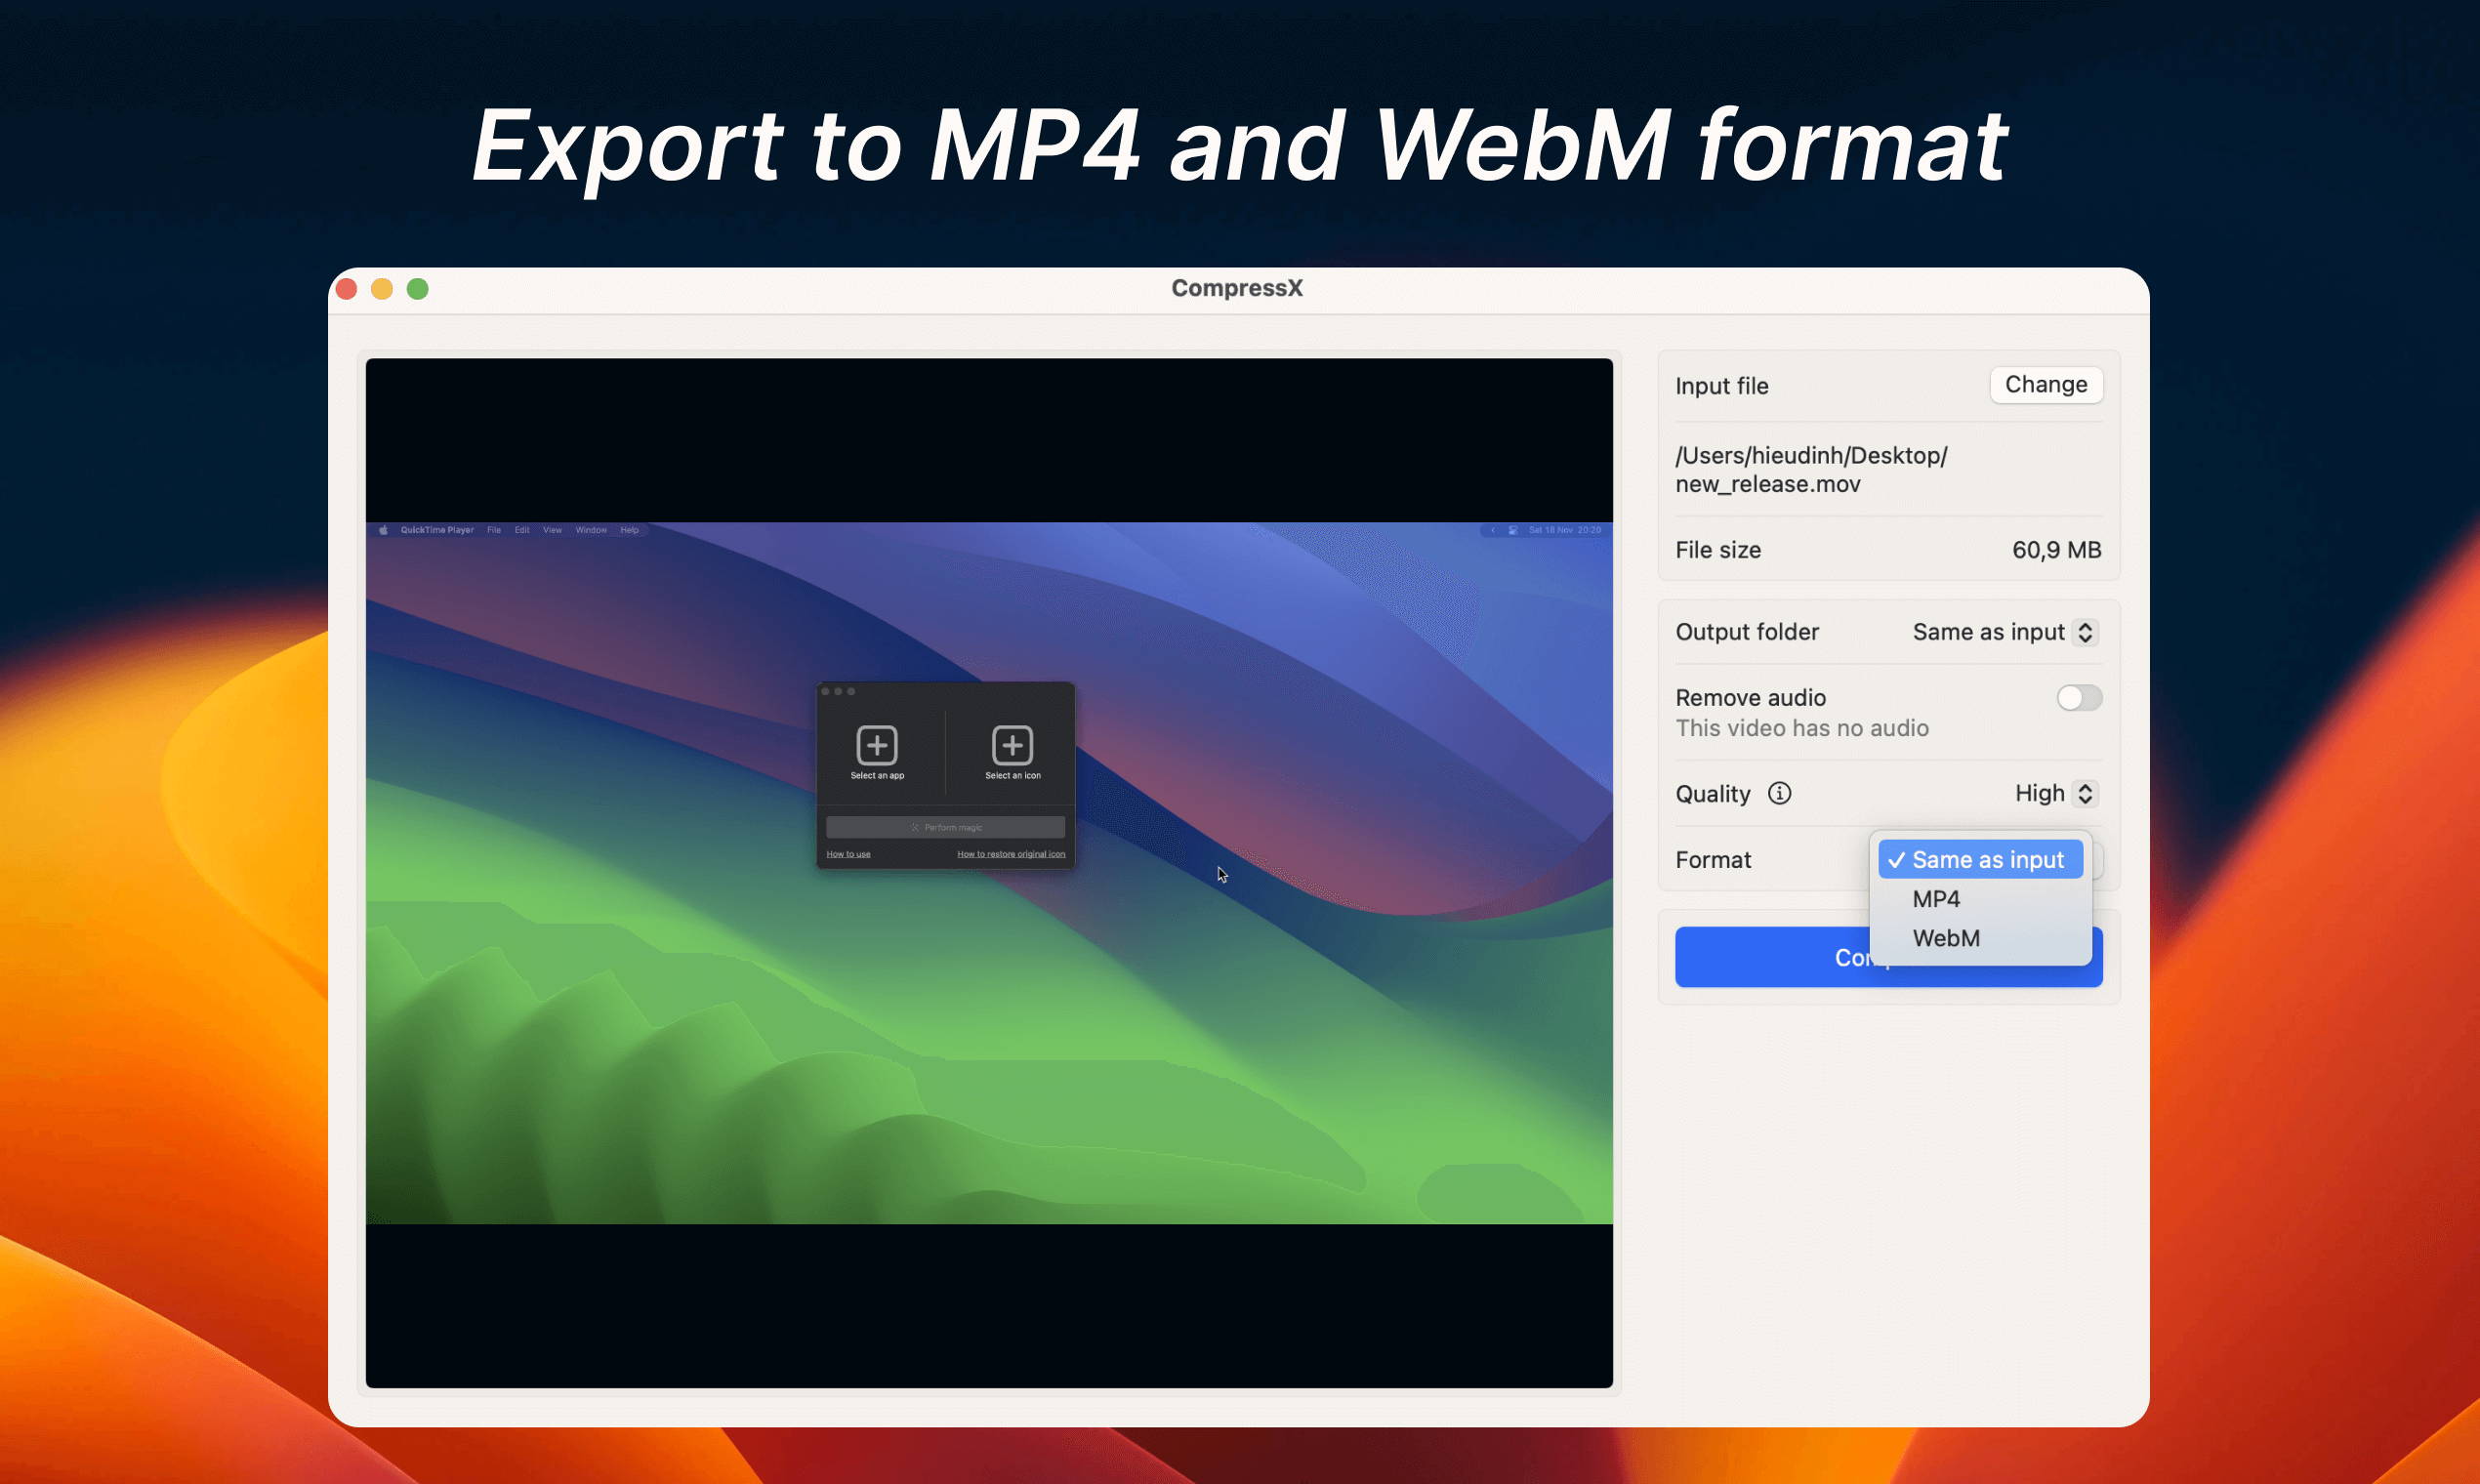 Export to MP4 and WebM format
CompressX
QuickTime Player File Edit View Window Help
Sat 18 Nov 20:20
Select an app
Select an icon
Perform magic
How to use
How to restore original icon
Input file
Change
/Users/hieudinh/Desktop/
new_release.mov
File size
60,9 MB
Output folder
Same as input
Remove audio
This video has no audio
Quality
High
Format
Same as input
MP4
WebM